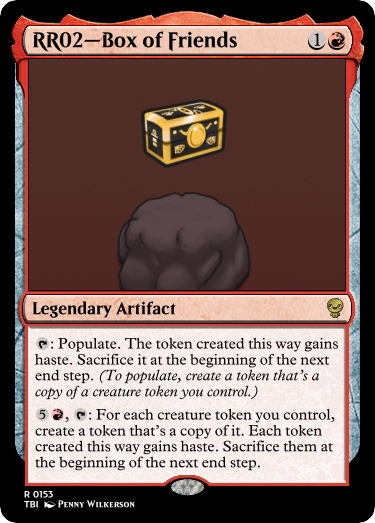 RR02—Box of Friends 1
Legendary Artifact
: Populate. The token created this way gains
haste. Sacrifice it at the beginning of the next
end step. (To populate, create a token that's a
copy of a creature token you control.)
5 , : For each creature token you control,
create a token that's a copy of it. Each token
created this way gains haste. Sacrifice them at
the beginning of the next end step.
R 0153
TBI Penny Wilkerson